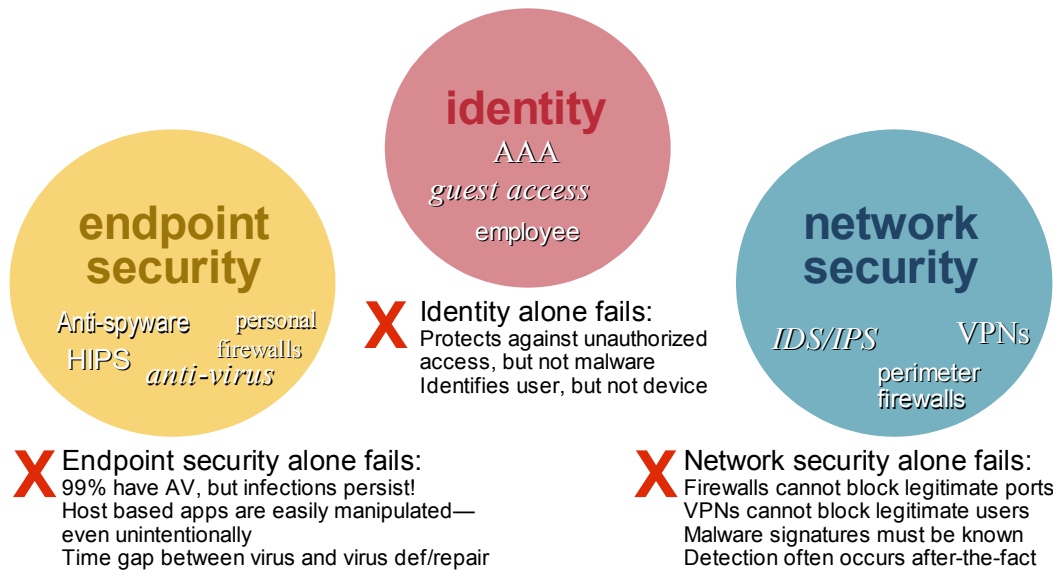 identity
AAA
guest access
employee
endpoint
security
Anti-spyware
personal
firewalls
HIPS
anti-virus
network
security
IDS/IPS
VPNs
perimeter
firewalls
X Identity alone fails:
Protects against unauthorized
access, but not malware
Identifies user, but not device
X Endpoint security alone fails:
99% have AV, but infections persist!
Host based apps are easily manipulated—
even unintentionally
Time gap between virus and virus def/repair
X Network security alone fails:
Firewalls cannot block legitimate ports
VPNs cannot block legitimate users
Malware signatures must be known
Detection often occurs after-the-fact